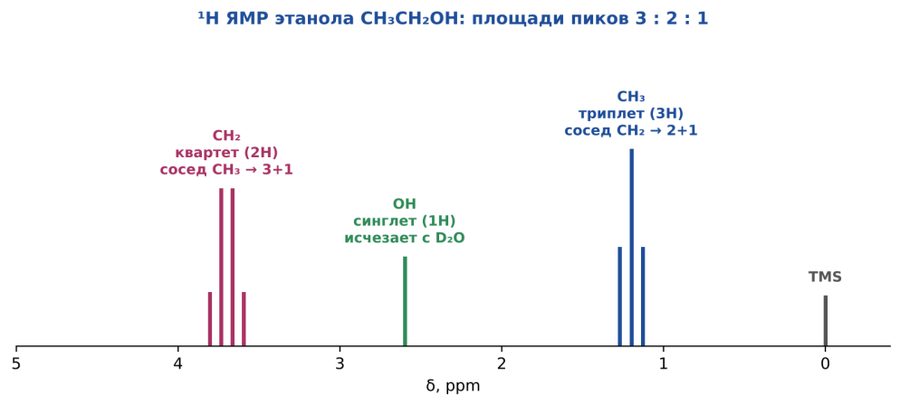 ¹H ЯМР этанола CH₃CH₂OH: площади пиков 3 : 2 : 1
CH₃
триплет (3H)
сосед CH₂ → 2+1
CH₂
квартет (2H)
сосед CH₃ → 3+1
OH
синглет (1H)
исчезает с D₂O
TMS
5 4 3 2 1 0
δ, ppm